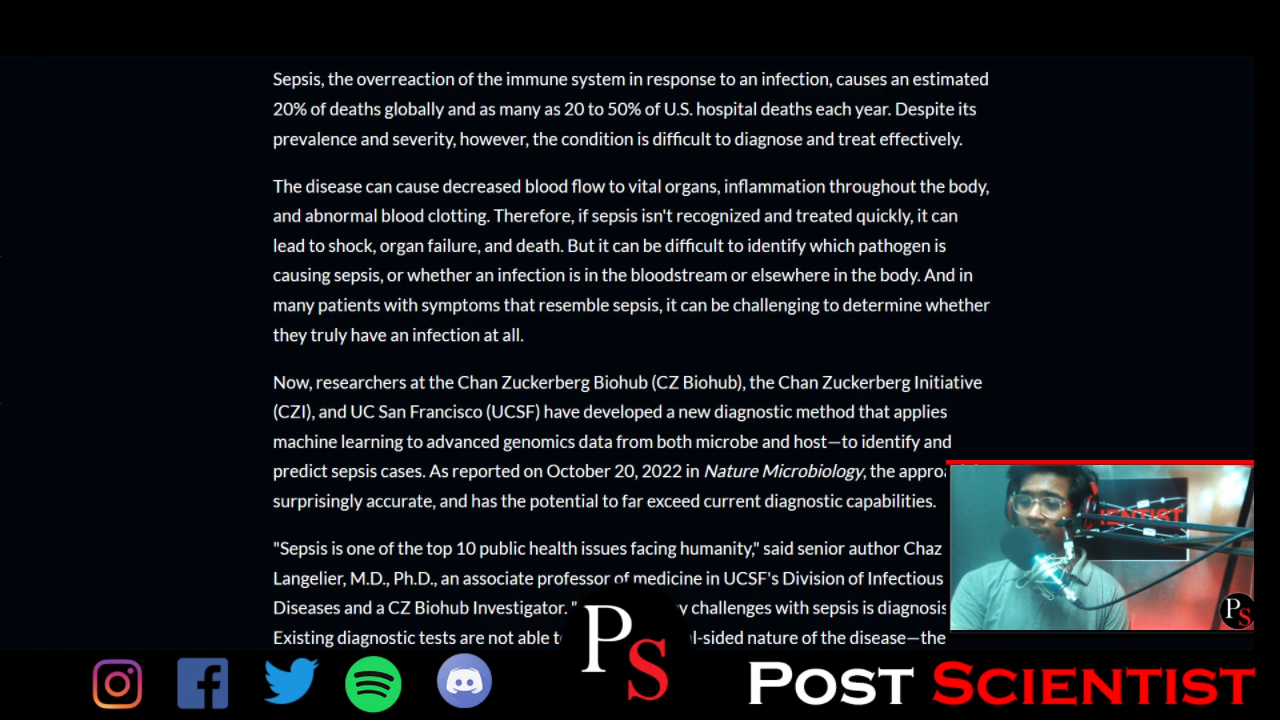 Sepsis, the overreaction of the immune system in response to an infection, causes an estimated
20% of deaths globally and as many as 20 to 50% of U.S. hospital deaths each year. Despite its
prevalence and severity, however, the condition is difficult to diagnose and treat effectively.
The disease can cause decreased blood flow to vital organs, inflammation throughout the body,
and abnormal blood clotting. Therefore, if sepsis isn't recognized and treated quickly, it can
lead to shock, organ failure, and death. But it can be difficult to identify which pathogen is
causing sepsis, or whether an infection is in the bloodstream or elsewhere in the body. And in
many patients with symptoms that resemble sepsis, it can be challenging to determine whether
they truly have an infection at all.
Now, researchers at the Chan Zuckerberg Biohub (CZ Biohub), the Chan Zuckerberg Initiative
(CZI), and UC San Francisco (UCSF) have developed a new diagnostic method that applies
machine learning to advanced genomics data from both microbe and host—to identify and
predict sepsis cases. As reported on October 20, 2022 in Nature Microbiology, the
surprisingly accurate, and has the potential to far exceed current diagnostic capabilities.
"Sepsis is one of the top 10 public health issues facing humanity," said senior author Chaz
Langelier, M.D., Ph.D., an associate professor of medicine in UCSF's Division of Infectious
Diseases and a CZ Biohub Investigator. " challenges with sepsis is diagnosis
Existing diagnostic tests are not able -sided nature of the disease—the
PS
PS
POST SCIENTIST